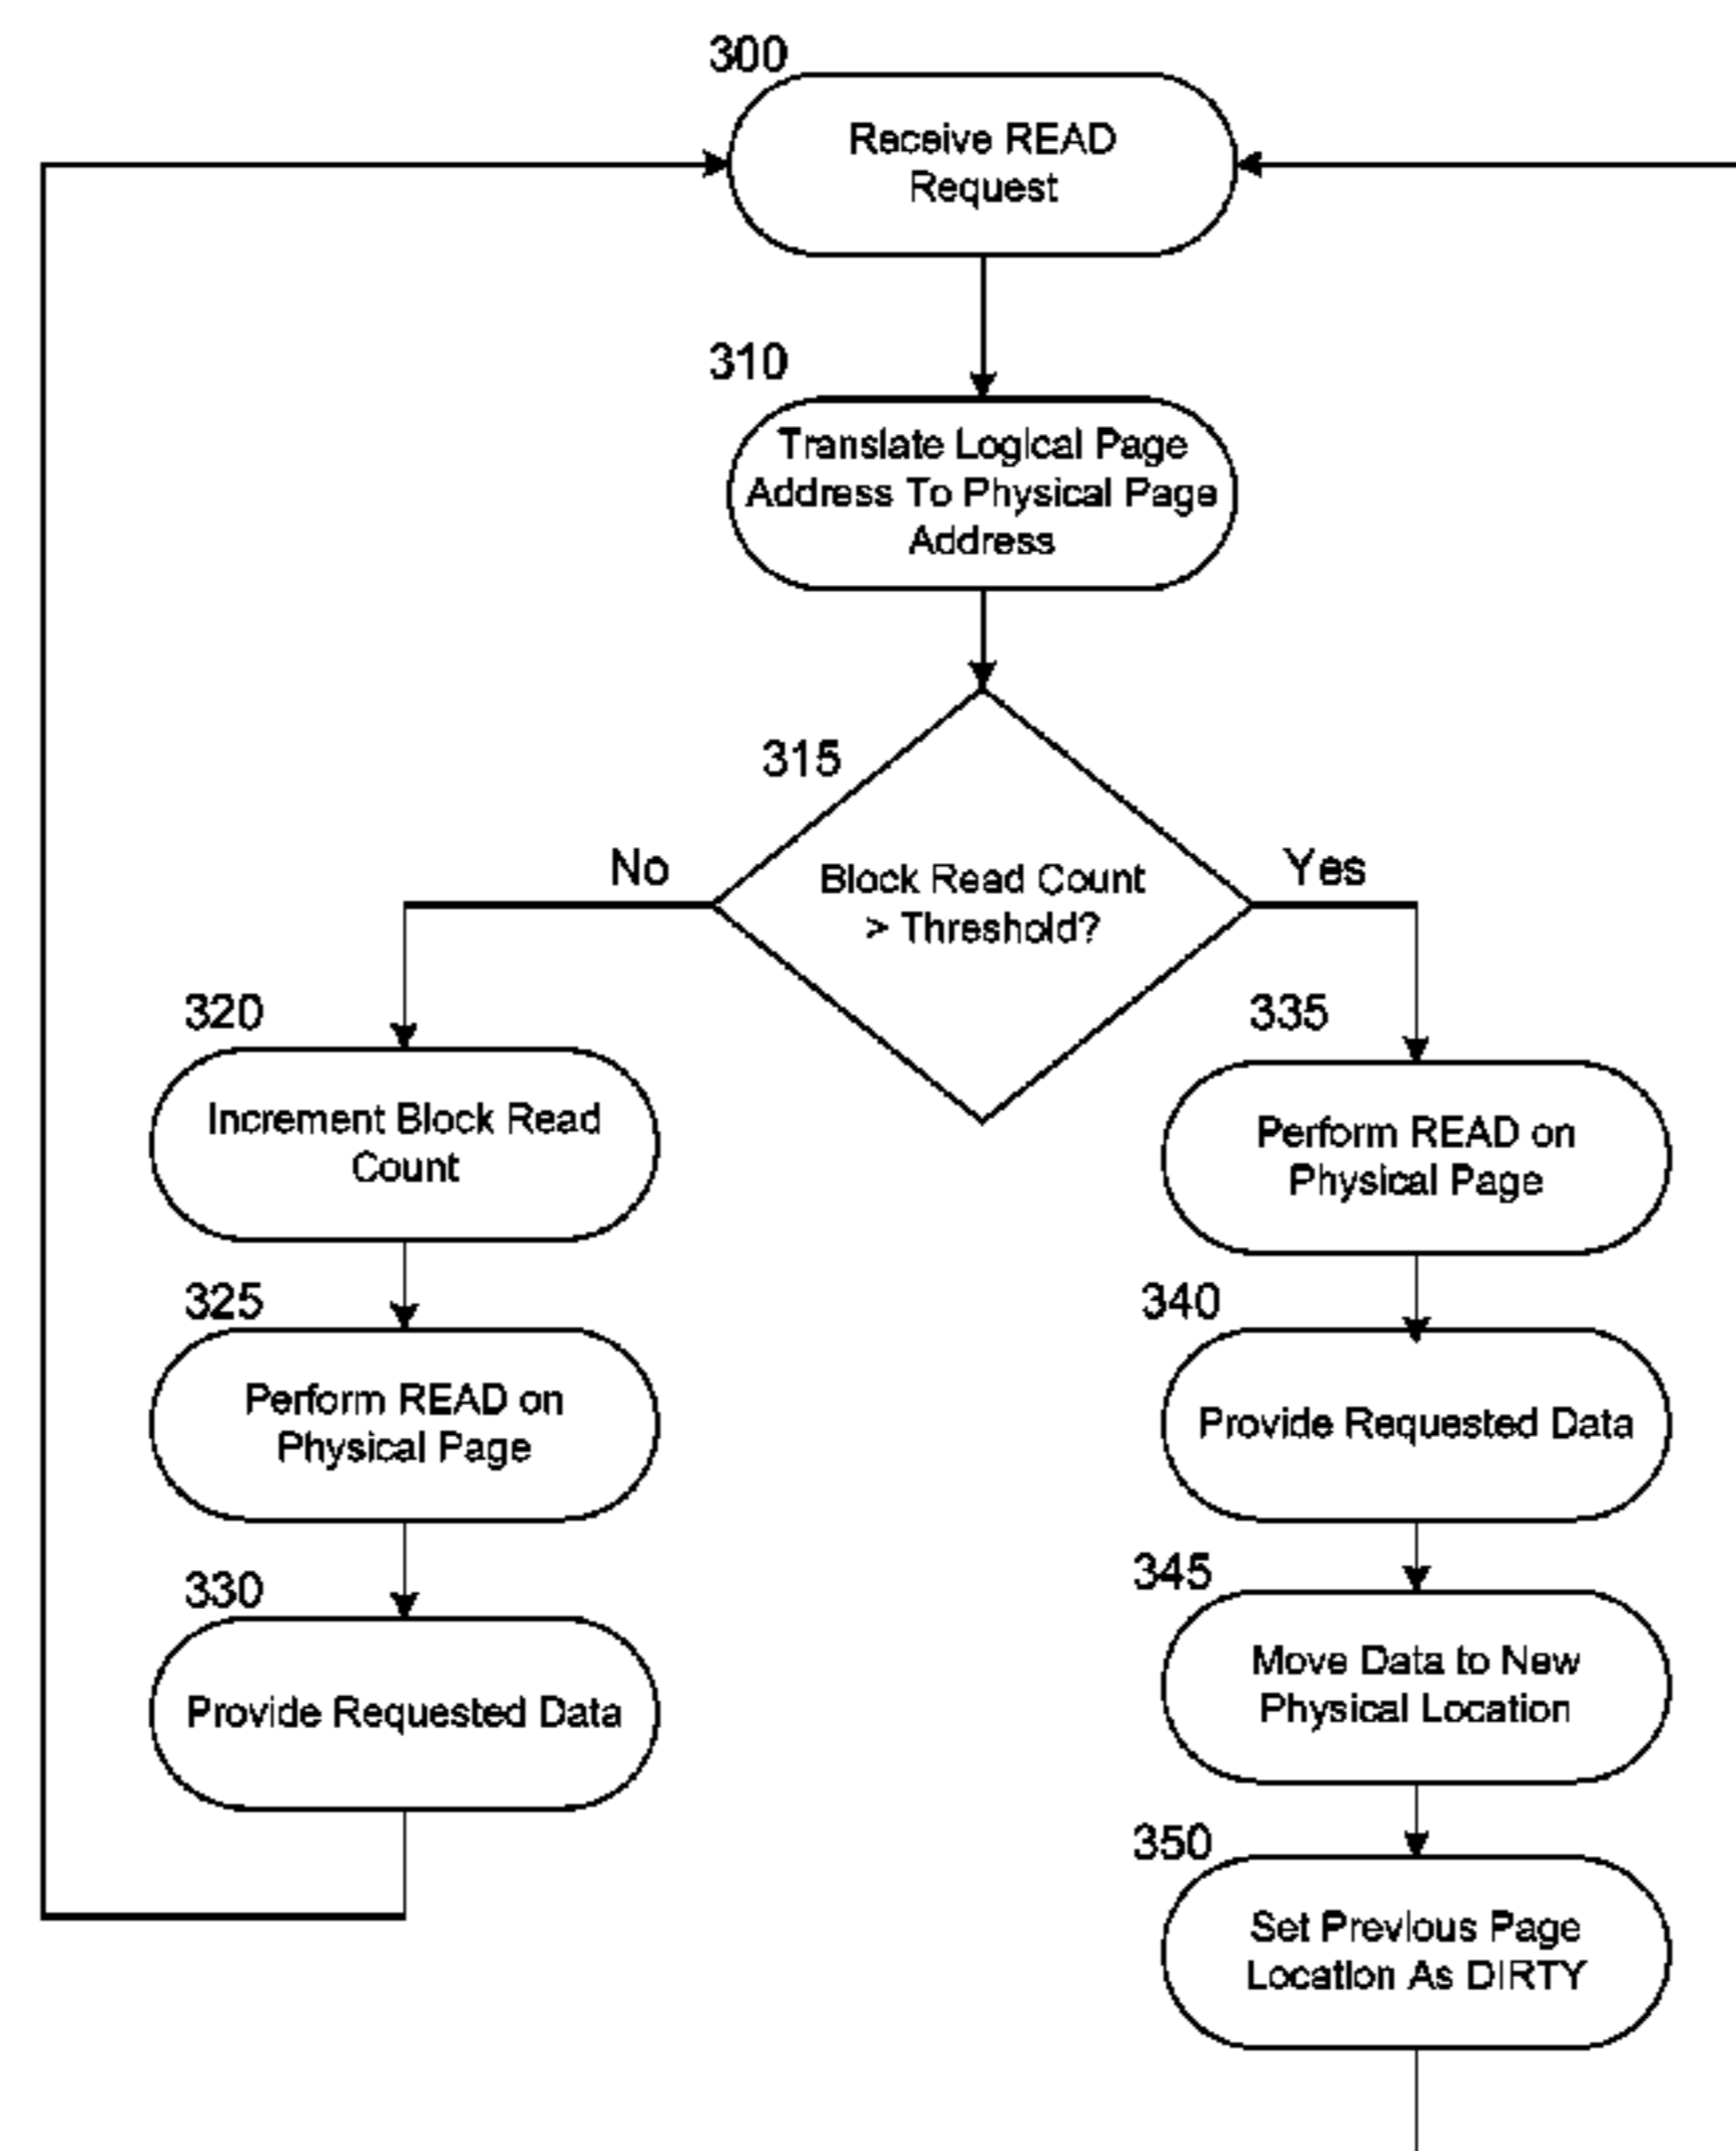 300
Receive READ
Request
310
Translate Logical Page
Address To Physical Page
Address
315
Block Read Count
> Threshold?
No
Yes
320
Increment Block Read
Count
325
Perform READ on
Physical Page
330
Provide Requested Data
335
Perform READ on
Physical Page
340
Provide Requested Data
345
Move Data to New
Physical Location
350
Set Previous Page
Location As DIRTY